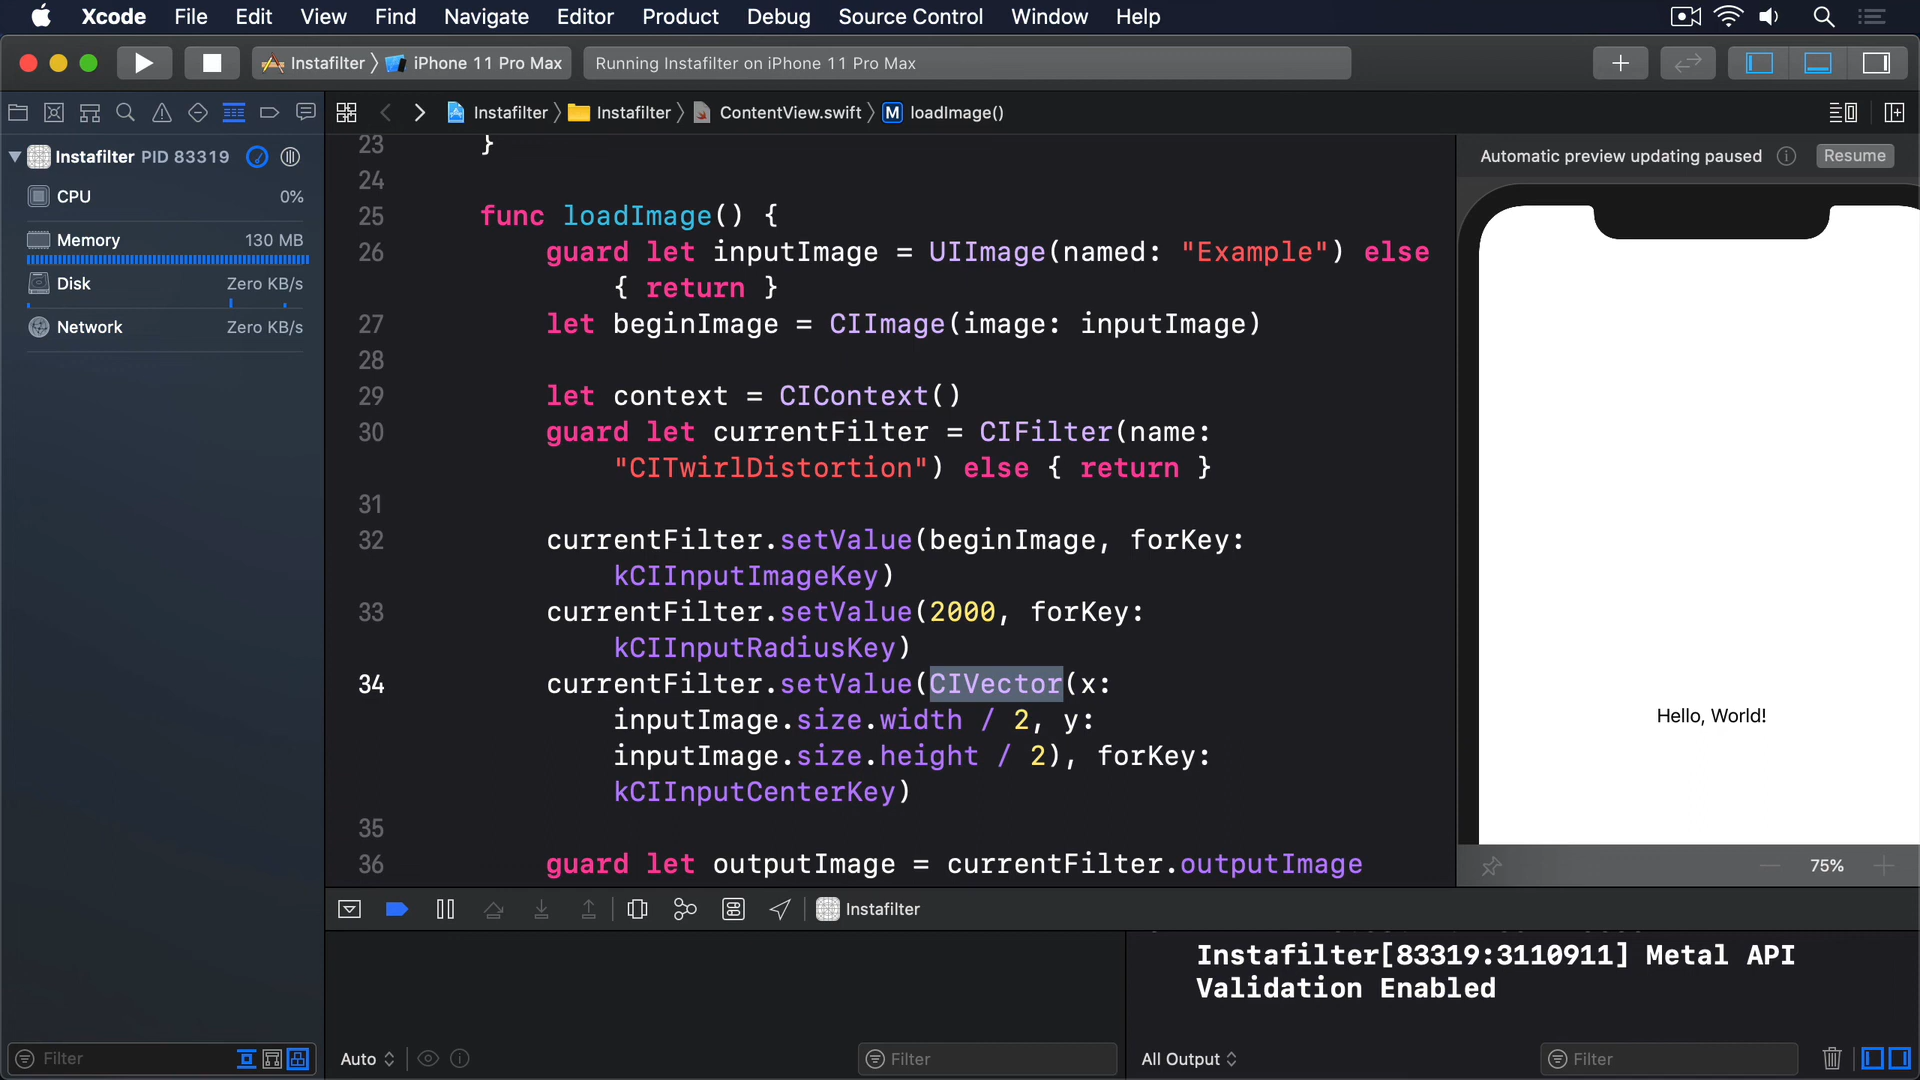 Xcode File Edit View Find Navigate Editor Product Debug Source Control Window Help
Instafilter iPhone 11 Pro Max Running Instafilter on iPhone 11 Pro Max
Instafilter Instafilter ContentView.swift M loadImage()
Instafilter PID 83319
CPU 0%
Memory 130 MB
Disk Zero KB/s
Network Zero KB/s
23 }
24
25 func loadImage() {
26 guard let inputImage = UIImage(named: "Example") else
{ return }
27 let beginImage = CIImage(image: inputImage)
28
29 let context = CIContext()
30 guard let currentFilter = CIFilter(name:
"CITwirlDistortion") else { return }
31
32 currentFilter.setValue(beginImage, forKey:
kCIInputImageKey)
33 currentFilter.setValue(2000, forKey:
kCIInputRadiusKey)
34 currentFilter.setValue(CIVector(x:
inputImage.size.width / 2, y:
inputImage.size.height / 2), forKey:
kCIInputCenterKey)
35
36 guard let outputImage = currentFilter.outputImage
Automatic preview updating paused Resume
Hello, World!
75%
Instafilter
Instafilter[83319:3110911] Metal API
Validation Enabled
Filter
Auto
Filter
All Output
Filter